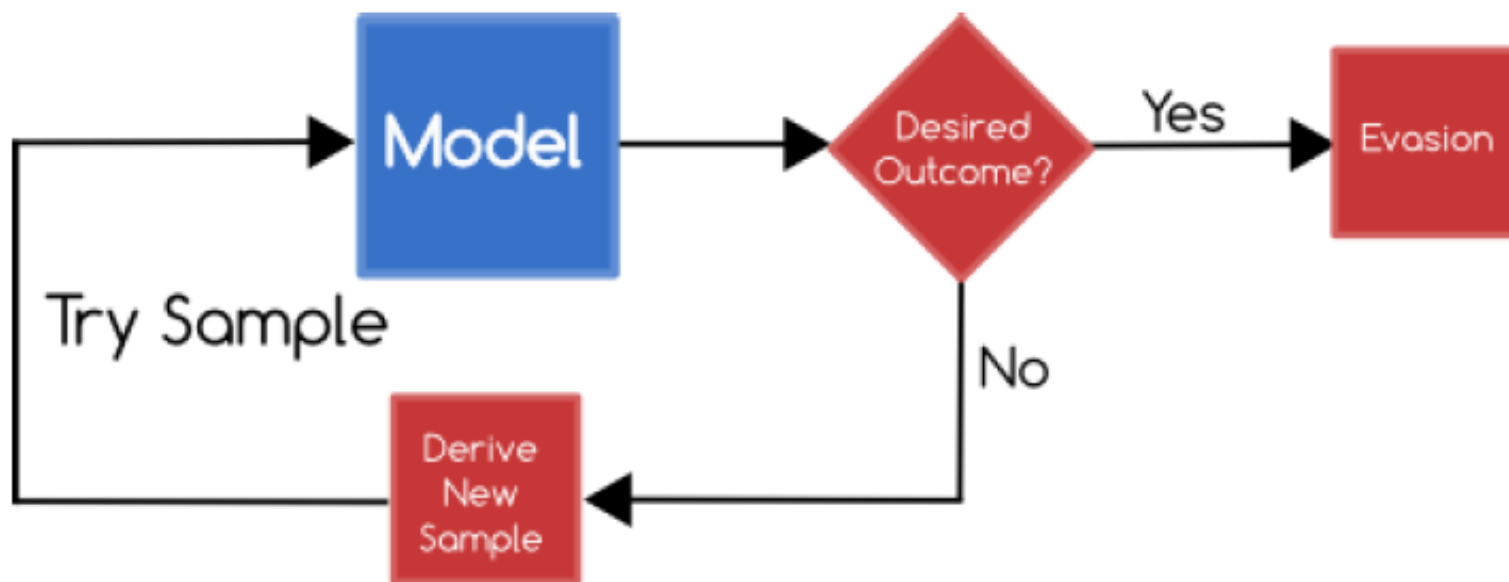 Model
Desired
Outcome?
Yes
Evasion
Try Sample
No
Derive
New
Sample